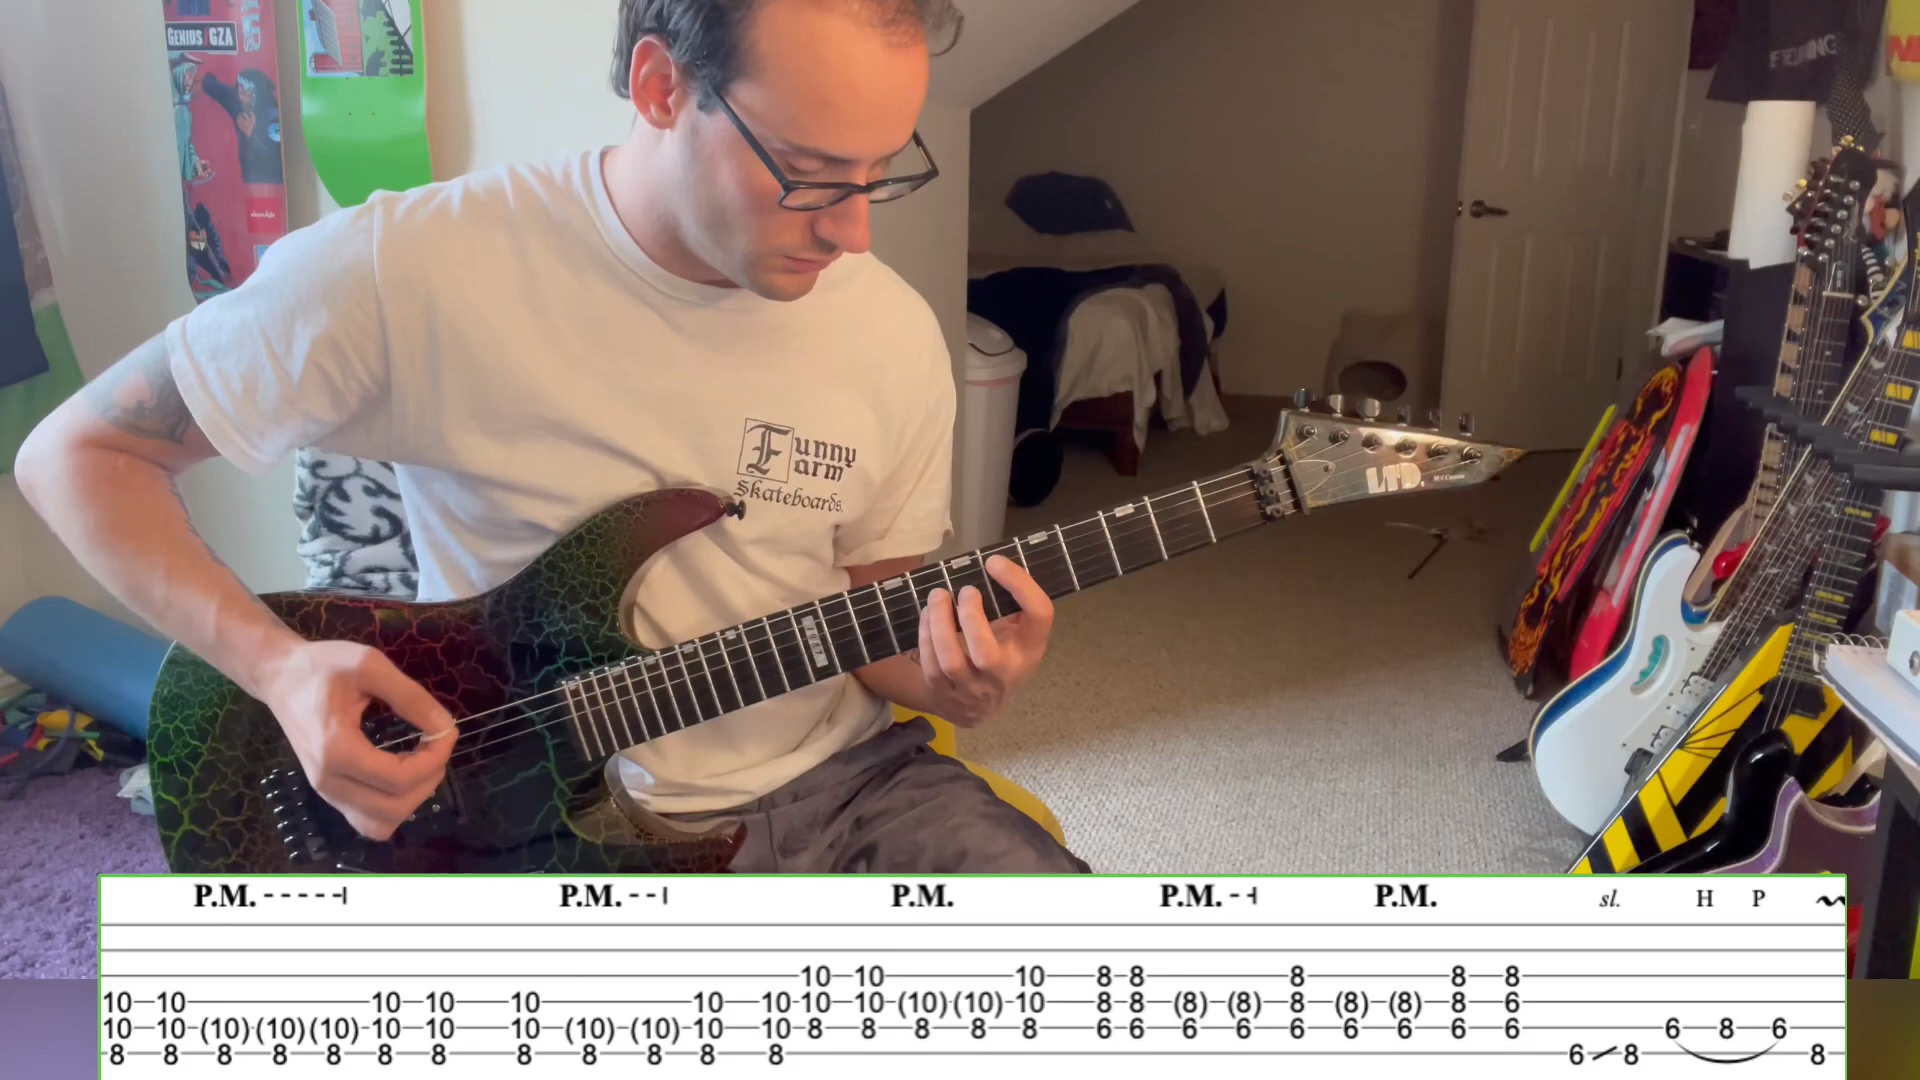 GENIUS/GZA
Funny
Farm
Skateboards.
LTD.
M-1 Custom
1987
P.M. P.M. P.M. P.M. P.M. sl. H P
10 10 10 8 8 8 8 8
10 10 10 10 10 10 10 10 10 (10) (10) 10 8 8 (8) (8) 8 (8) (8) 8 6
10 10 (10) (10) (10) 10 10 10 (10) (10) 10 10 8 8 8 8 8 6 6 6 6 6 6 6 6 6 6 8 6
8 8 8 8 8 8 8 8 8 8 8 8 6 8 8